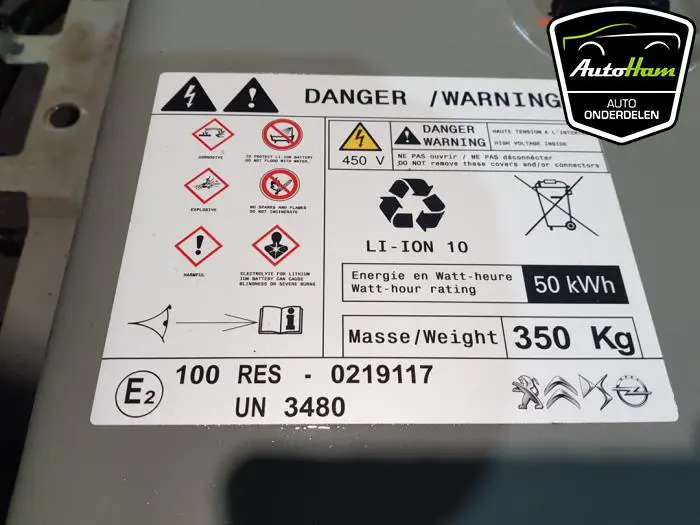 AutoHam
AUTO
ONDERDELEN
DANGER /WARNING
CORROSIVE
TO PROTECT LI-ION BATTERY
DO NOT FLOOD WITH WATER.
EXPLOSIVE
NO SPARKS AND FLAMES
DO NOT INCINERATE
HARMFUL
ELECTROLYTE FOR LITHIUM
ION BATTERY CAN CAUSE
BLINDNESS OR SEVERE BURNS
450 V
DANGER
WARNING
HAUTE TENSION A L'INTERI
HIGH VOLTAGE INSIDE
NE PAS ouvrir / NE PAS déconnecter
DO NOT remove these covers and/or connectors
LI-ION 10
Energie en Watt-heure
Watt-hour rating
50 kWh
Masse/Weight
350 Kg
E2
100 RES - 0219117
UN 3480